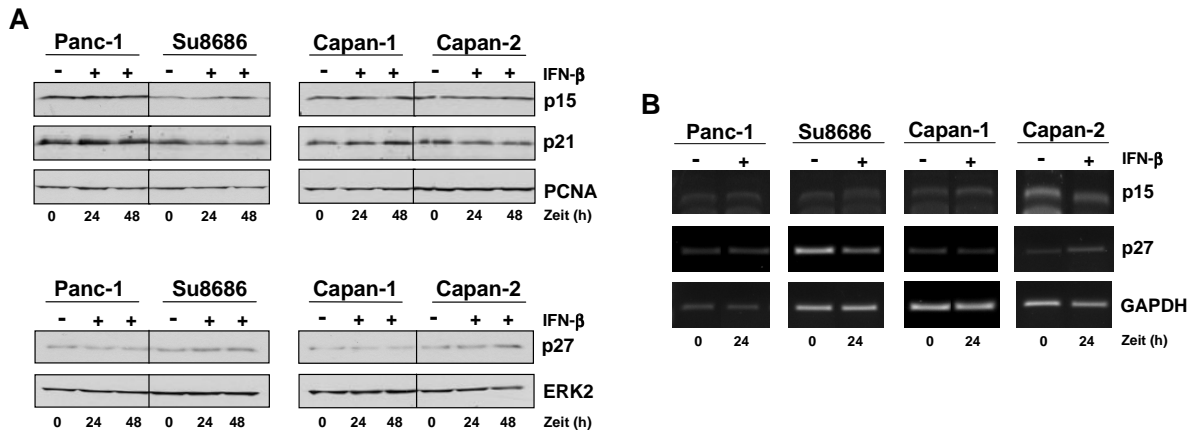 A
Panc-1 Su8686 Capan-1 Capan-2
- + + - + + - + + - + + IFN-β
p15
p21
PCNA
0 24 48 0 24 48 0 24 48 0 24 48 Zeit (h)
Panc-1 Su8686 Capan-1 Capan-2
- + + - + + - + + - + + IFN-β
p27
ERK2
0 24 48 0 24 48 0 24 48 0 24 48 Zeit (h)
B
Panc-1 Su8686 Capan-1 Capan-2
- + - + - + - + IFN-β
p15
p27
GAPDH
0 24 0 24 0 24 0 24 Zeit (h)